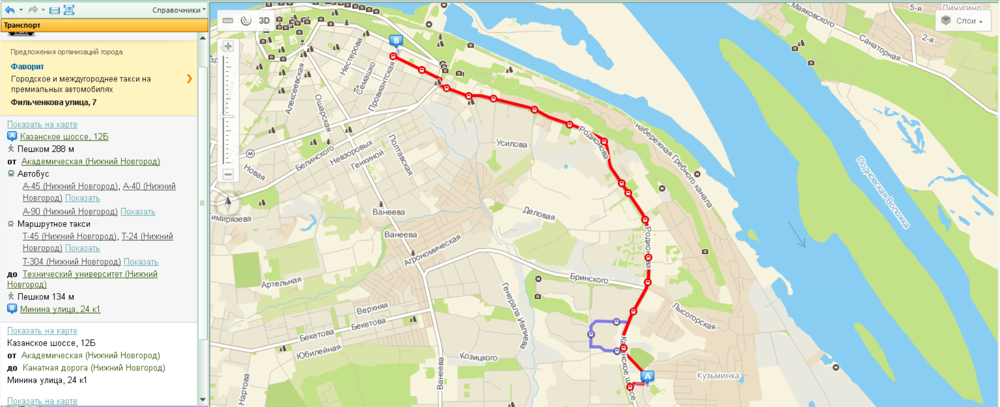 Справочники
Транспорт
Предложения организаций города
Фаворит
Городское и междугороднее такси на
премиальных автомобилях
Фильченкова улица, 7
Показать на карте
A Казанское шоссе, 12Б
Пешком 288 м
от Академическая (Нижний Новгород)
Автобус
А-45 (Нижний Новгород), А-40 (Нижний
Новгород) Показать
А-90 (Нижний Новгород) Показать
Маршрутное такси
Т-45 (Нижний Новгород), Т-24 (Нижний
Новгород) Показать
Т-304 (Нижний Новгород) Показать
до Технический университет (Нижний
Новгород)
Пешком 134 м
B Минина улица, 24 к1
Показать на карте
Казанское шоссе, 12Б
от Академическая (Нижний Новгород)
до Канатная дорога (Нижний Новгород)
Минина улица, 24 к1
Показать на карте
3D
Слои
Маяковского
5-я
Пичугино
2-я
Санаторная
B
Нестерова
Семашко
Провиантская
Алексеевская
Ошарская
Родионова
набережная Гребного канала
Усилова
Полтавская
Белинского
Невзоровых
Генкиной
М
Новая
Подновская Воложка
Тимирязева
Ванеева
Деловая
Ванеева
Родионова
Агрономическая
Бринского
Артельная
Генерала Ивлиева
Верхняя
Бекетова
Бекетова
Лысогорская
Юбилейная
Козицкого
Казанское шоссе
A
Кузьминка
Ванеева
Нартова